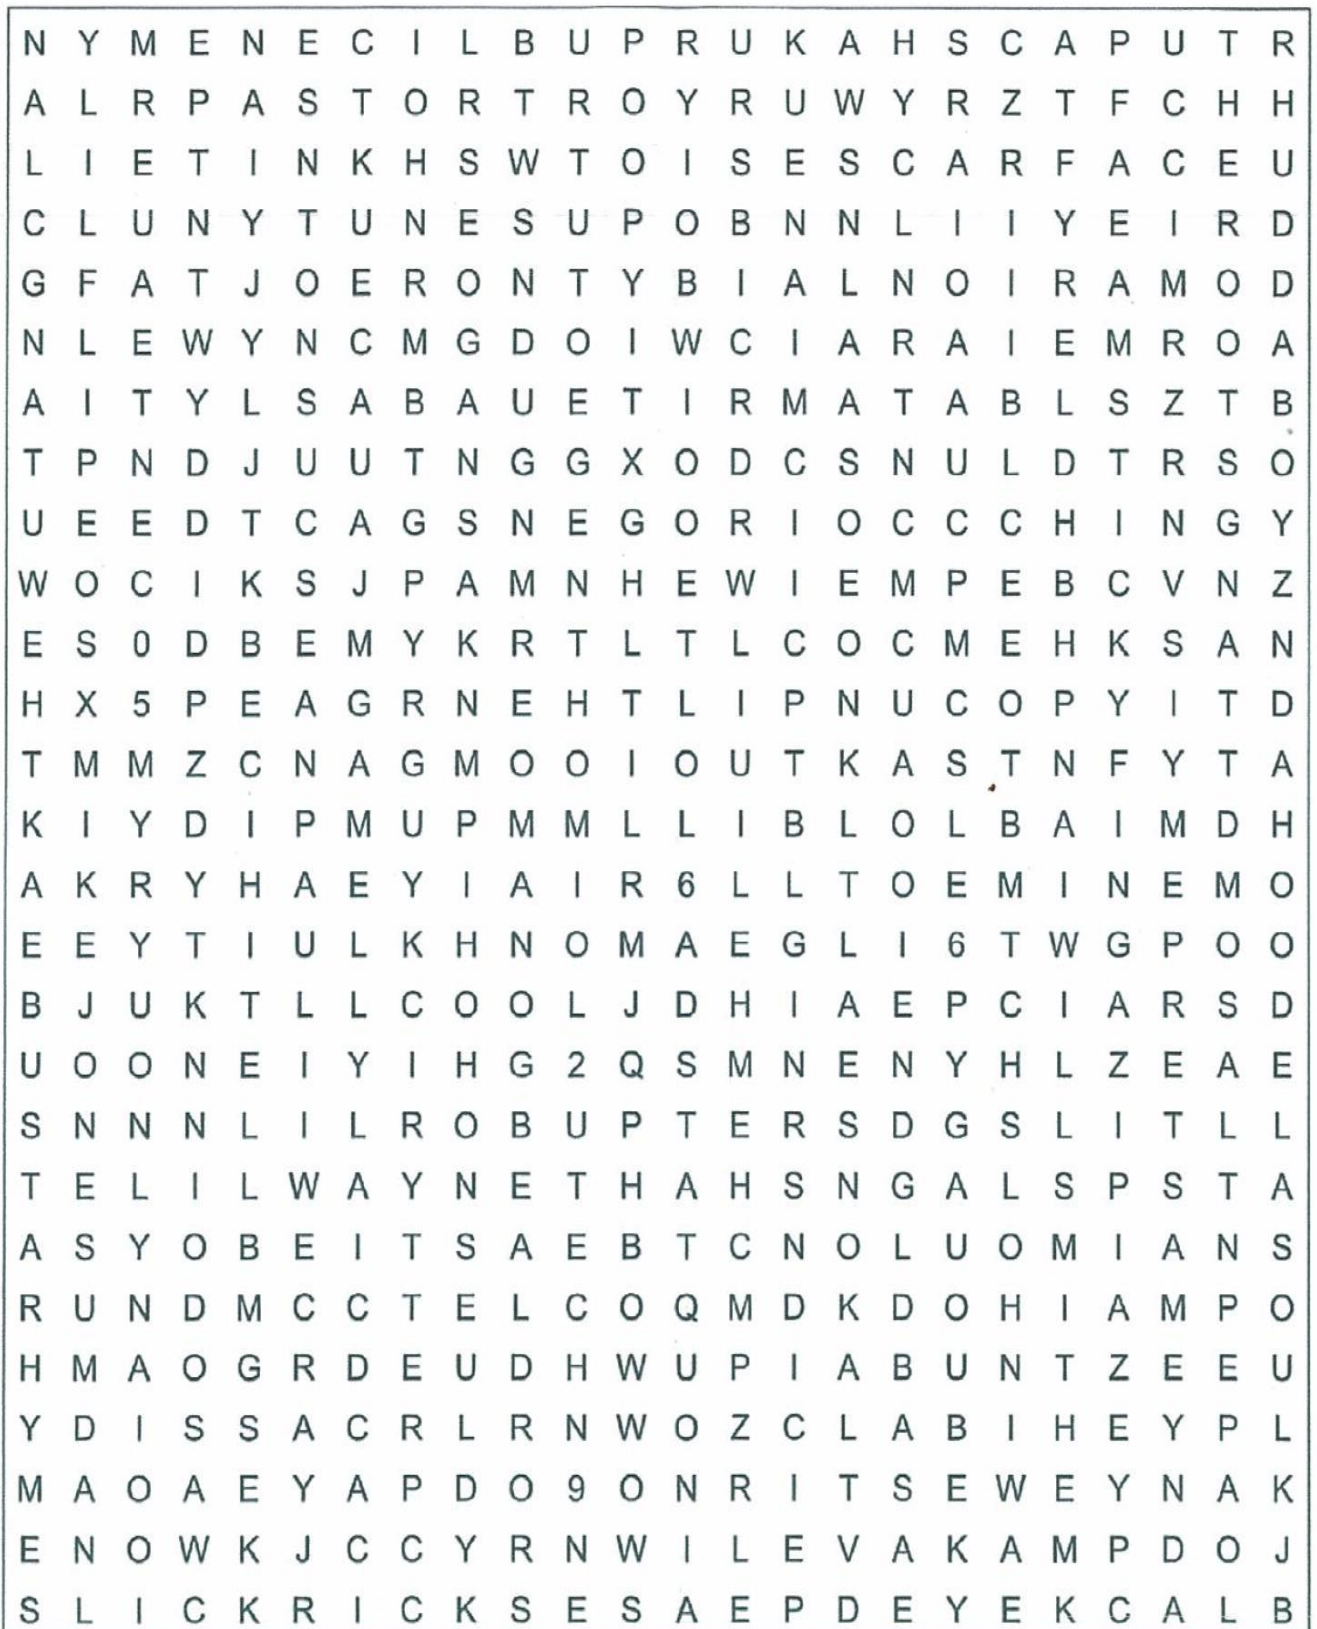 N Y M E N E C I L B U P R U K A H S C A P U T R
A L R P A S T O R T R O Y R U W Y R Z T F C H H
L I E T I N K H S W T O I S E S C A R F A C E U
C L U N Y T U N E S U P O B N N L I I Y E I R D
G F A T J O E R O N T Y B I A L N O I R A M O D
N L E W Y N C M G D O I W C I A R A I E M R O A
A I T Y L S A B A U E T I R M A T A B L S Z T B
T P N D J U U T N G G X O D C S N U L D T R S O
U E E D T C A G S N E G O R I O C C C H I N G Y
W O C I K S J P A M N H E W I E M P E B C V N Z
E S 0 D B E M Y K R T L T L C O C M E H K S A N
H X 5 P E A G R N E H T L I P N U C O P Y I T D
T M M Z C N A G M O O I O U T K A S T N F Y T A
K I Y D I P M U P M M L L I B L O L B A I M D H
A K R Y H A E Y I A I R 6 L L T O E M I N E M O
E E Y T I U L K H N O M A E G L I 6 T W G P O O
B J U K T L L C O O L J D H I A E P C I A R S D
U O O N E I Y I H G 2 Q S M N E N Y H L Z E A E
S N N N L I L R O B U P T E R S D G S L I T L L
T E L I L W A Y N E T H A H S N G A L S P S T A
A S Y O B E I T S A E B T C N O L U O M I A N S
R U N D M C C T E L C O Q M D K D O H I A M P O
H M A O G R D E U D H W U P I A B U N T Z E E U
Y D I S S A C R L R N W O Z C L A B I H E Y P L
M A O A E Y A P D O 9 O N R I T S E W E Y N A K
E N O W K J C C Y R N W I L E V A K A M P D O J
S L I C K R I C K S E S A E P D E Y E K C A L B